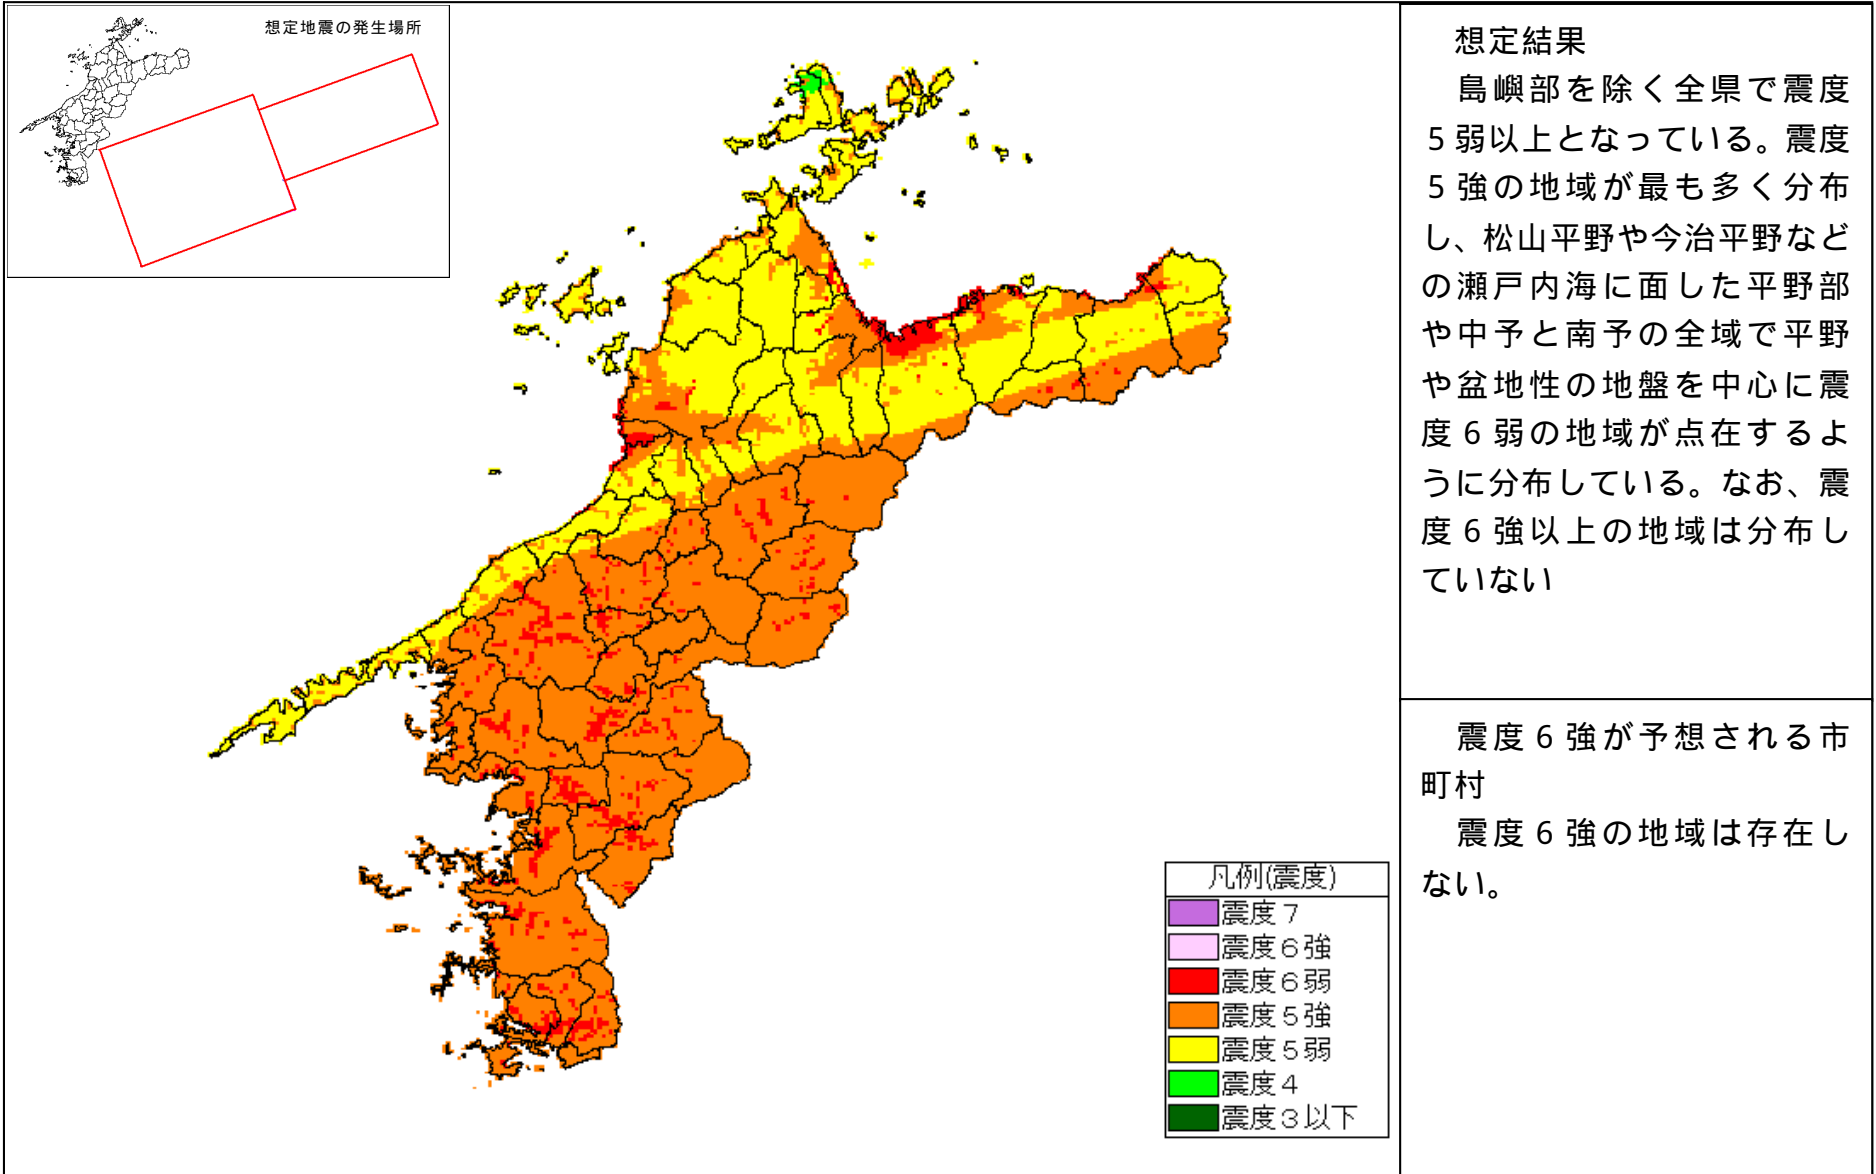 想定地震の発生場所
想定結果
島嶼部を除く全県で震度
５弱以上となっている。震度
５強の地域が最も多く分布
し、松山平野や今治平野など
の瀬戸内海に面した平野部
や中予と南予の全域で平野
や盆地性の地盤を中心に震
度６弱の地域が点在するよ
うに分布している。なお、震
度６強以上の地域は分布し
ていない
震度６強が予想される市
町村
震度６強の地域は存在し
ない。
凡例(震度)
震度７
震度６強
震度６弱
震度５強
震度５弱
震度４
震度３以下